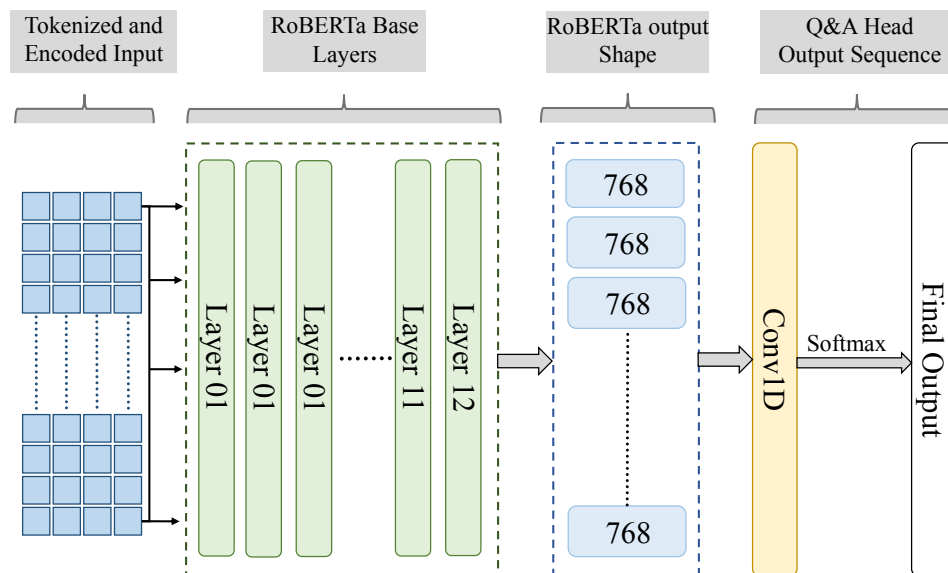 Tokenized and
Encoded Input
RoBERTa Base
Layers
RoBERTa output
Shape
Q&A Head
Output Sequence
Layer 01
Layer 01
Layer 01
Layer 11
Layer 12
768
768
768
768
Conv1D
Softmax
Final Output